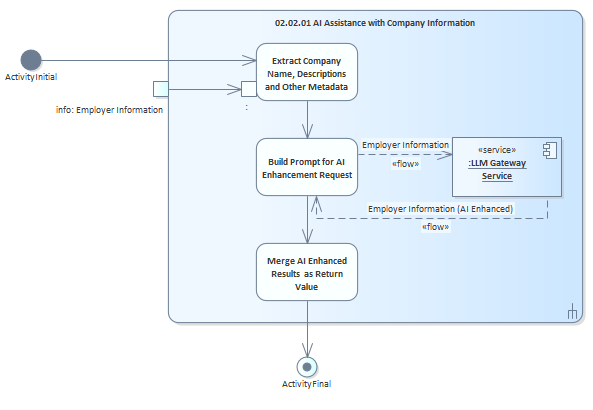 02.02.01 AI Assistance with Company Information
ActivityInitial
Extract Company
Name, Descriptions
and Other Metadata
info: Employer Information
:
Build Prompt for AI
Enhancement Request
Employer Information
«flow»
«service»
:LLM Gateway
Service
Employer Information (AI Enhanced)
«flow»
Merge AI Enhanced
Results as Return
Value
ActivityFinal